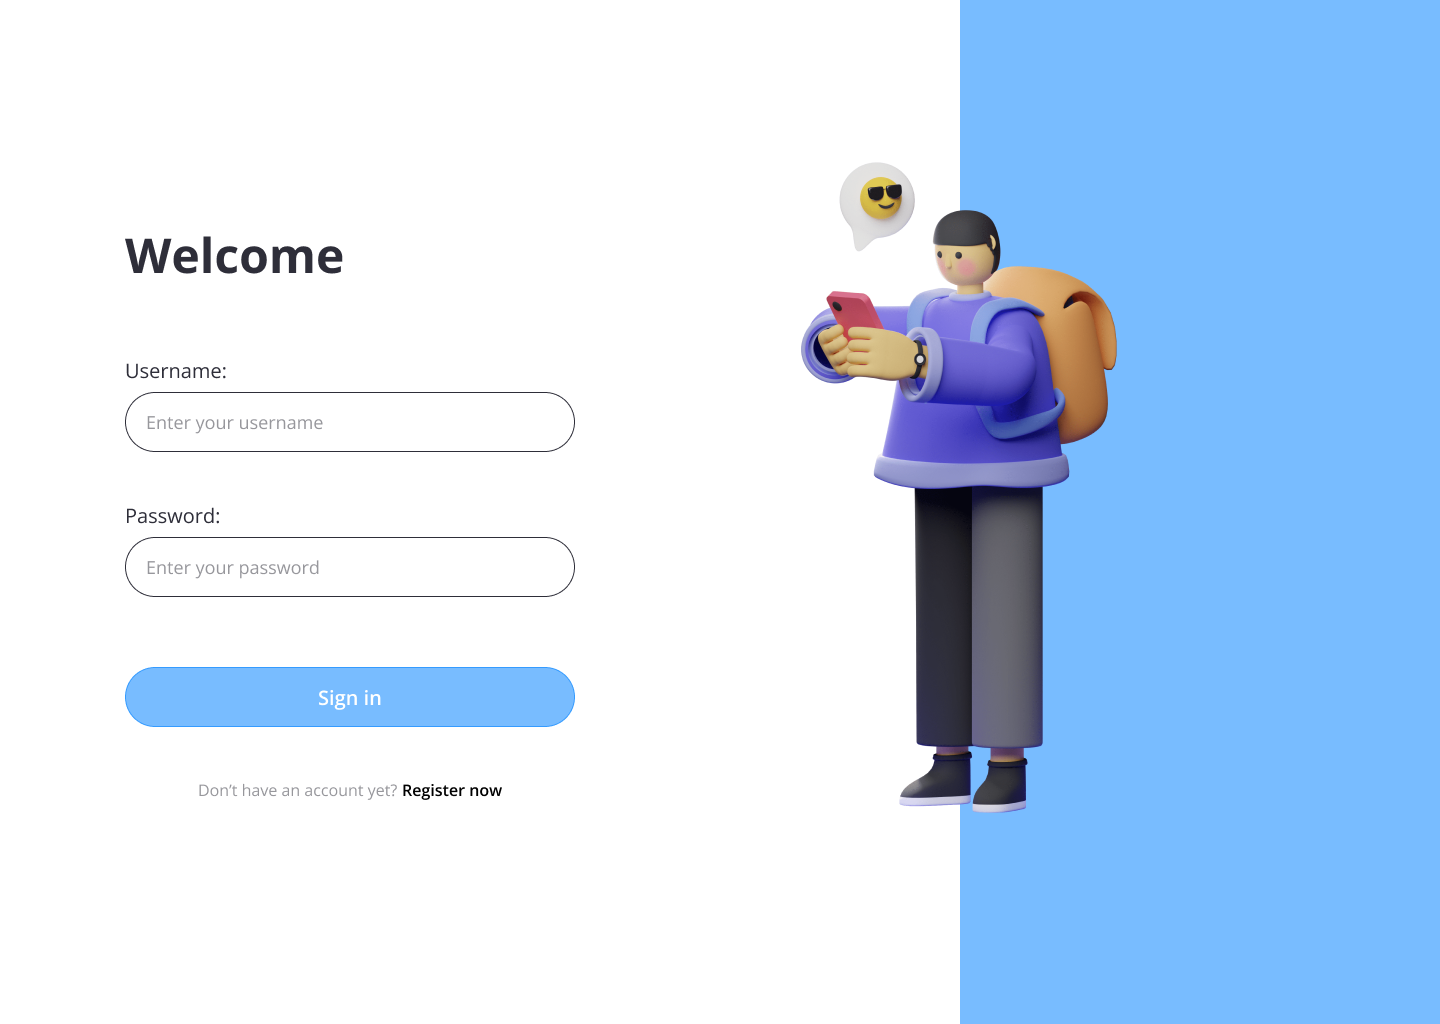 Welcome
Username:
Enter your username
Password:
Enter your password
Sign in
Don’t have an account yet? Register now